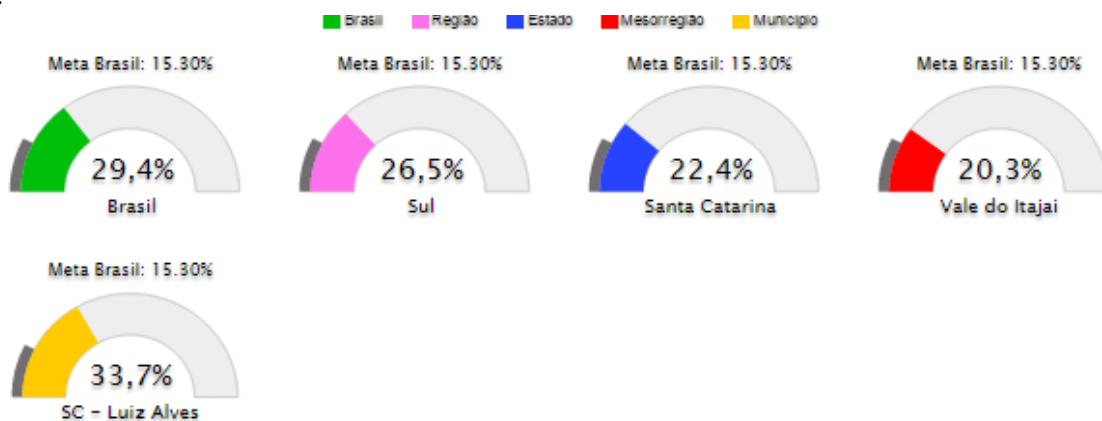 Brasil Região Estado Mesorregião Município
Meta Brasil: 15.30% Meta Brasil: 15.30% Meta Brasil: 15.30% Meta Brasil: 15.30%
29,4% 26,5% 22,4% 20,3%
Brasil Sul Santa Catarina Vale do Itajai
Meta Brasil: 15.30%
33,7%
SC - Luiz Alves